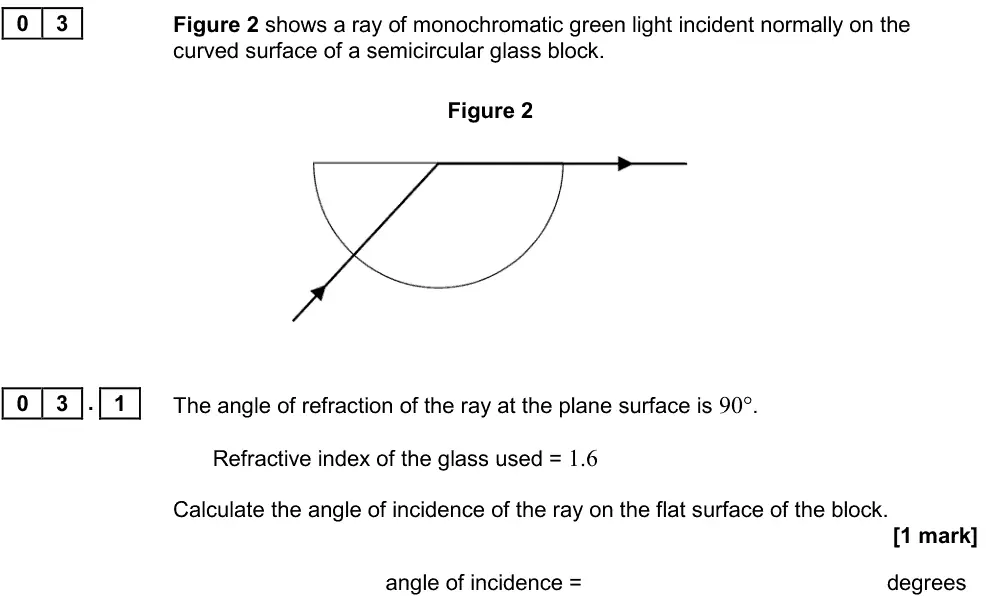 0 3 Figure 2 shows a ray of monochromatic green light incident normally on the
curved surface of a semicircular glass block.
Figure 2
0 3 . 1 The angle of refraction of the ray at the plane surface is 90°.
Refractive index of the glass used = 1.6
Calculate the angle of incidence of the ray on the flat surface of the block.
[1 mark]
angle of incidence = degrees